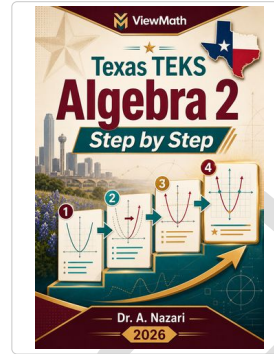 ViewMath
Texas TEKS
Algebra 2
Step by Step
1
2
3
4
Dr. A. Nazari
2026